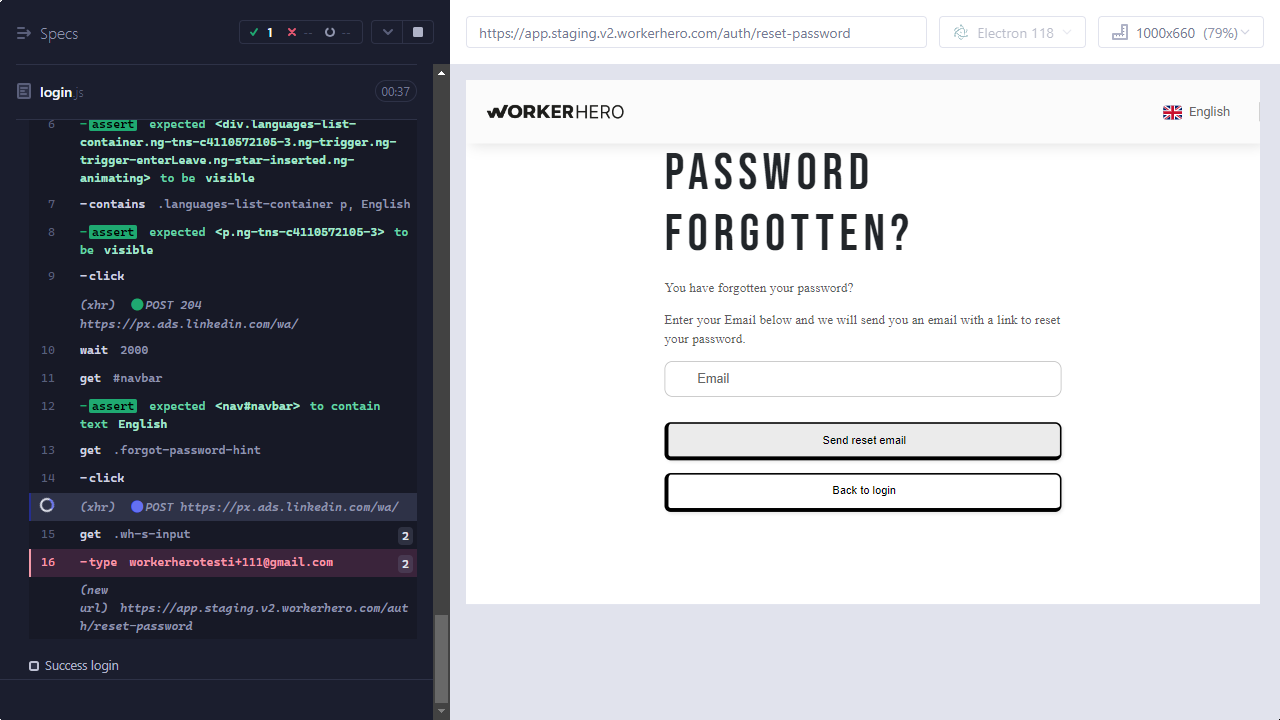 Specs
1 -- --
login.js
00:37
6 -assert expected <div.languages-list-
container.ng-tns-c4110572105-3.ng-trigger.ng-
trigger-enterLeave.ng-star-inserted.ng-
animating> to be visible
7 -contains .languages-list-container p, English
8 -assert expected <p.ng-tns-c4110572105-3> to
be visible
9 -click
(xhr) POST 204
https://px.ads.linkedin.com/wa/
10 wait 2000
11 get #navbar
12 -assert expected <nav#navbar> to contain
text English
13 get .forgot-password-hint
14 -click
(xhr) POST https://px.ads.linkedin.com/wa/
15 get .wh-s-input 2
16 -type workerherotesti+111@gmail.com 2
(new
url) https://app.staging.v2.workerhero.com/aut
h/reset-password
Success login
https://app.staging.v2.workerhero.com/auth/reset-password
Electron 118
1000x660 (79%)
WORKERHERO
English
PASSWORD
FORGOTTEN?
You have forgotten your password?
Enter your Email below and we will send you an email with a link to reset
your password.
Email
Send reset email
Back to login